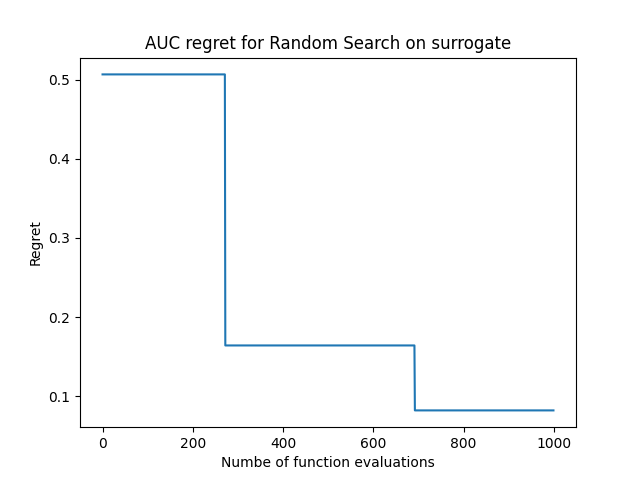 AUC regret for Random Search on surrogate
0.5
0.4
0.3
0.2
0.1
Regret
0 200 400 600 800 1000
Numbe of function evaluations